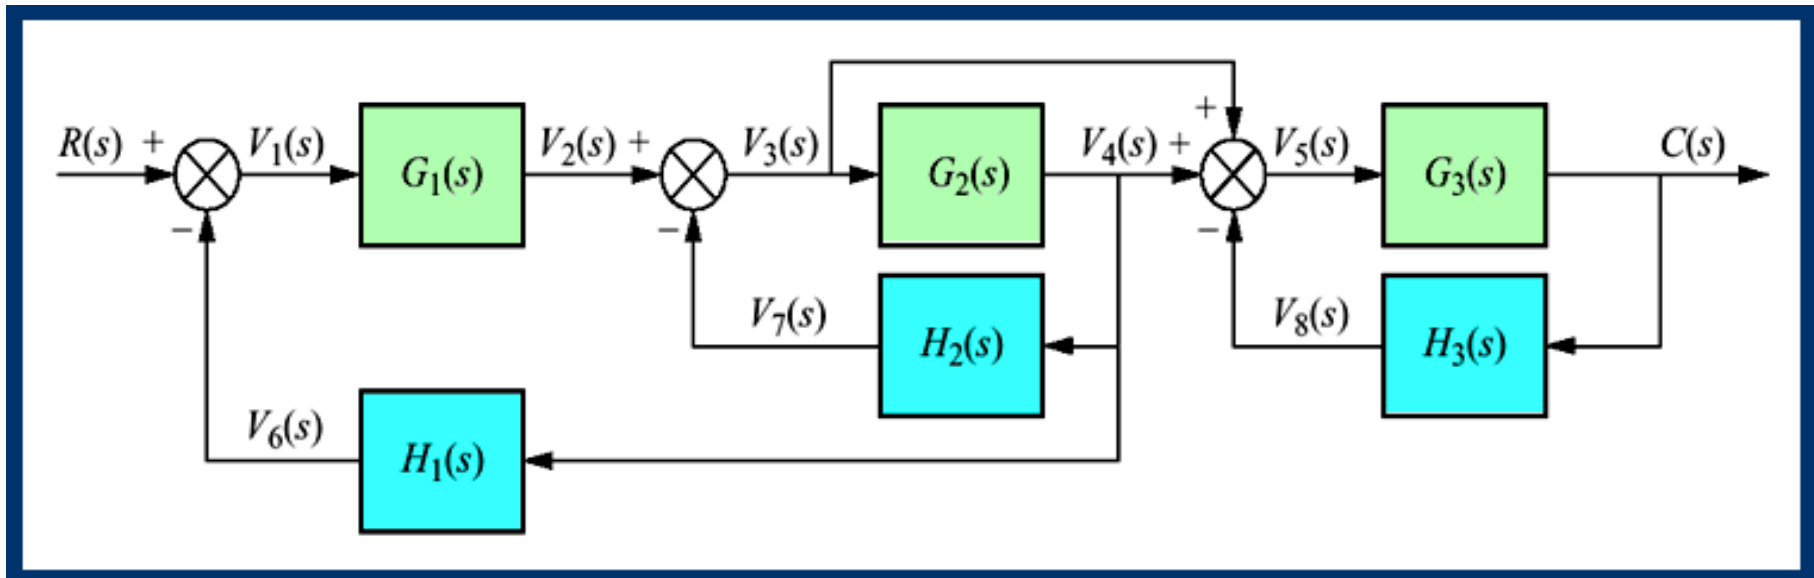 R(s) + V₁(s) G₁(s) V₂(s) + V₃(s) G₂(s) V₄(s) + + V₅(s) G₃(s) C(s)
− − −
V₇(s) H₂(s) V₈(s) H₃(s)
V₆(s) H₁(s)